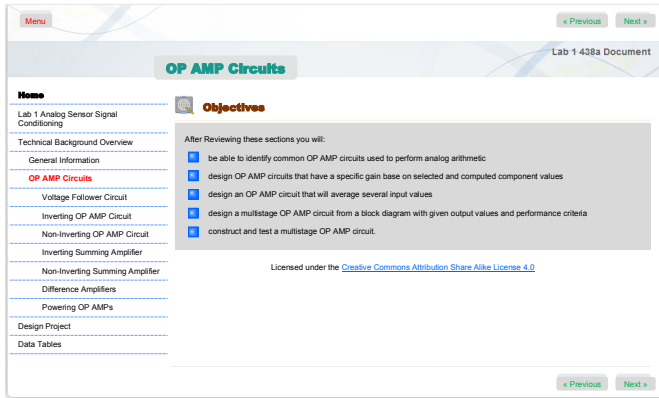 Menu
« Previous
Next »
Lab 1 438a Document
OP AMP Circuits
Home
Lab 1 Analog Sensor Signal
Conditioning
Technical Background Overview
General Information
OP AMP Circuits
Voltage Follower Circuit
Inverting OP AMP Circuit
Non-Inverting OP AMP Circuit
Inverting Summing Amplifier
Non-Inverting Summing Amplifier
Difference Amplifiers
Powering OP AMPs
Design Project
Data Tables
Objectives
After Reviewing these sections you will:
be able to identify common OP AMP circuits used to perform analog arithmetic
design OP AMP circuits that have a specific gain base on selected and computed component values
design an OP AMP circuit that will average several input values
design a multistage OP AMP circuit from a block diagram with given output values and performance criteria
construct and test a multistage OP AMP circuit.
Licensed under the Creative Commons Attribution Share Alike License 4.0
« Previous
Next »